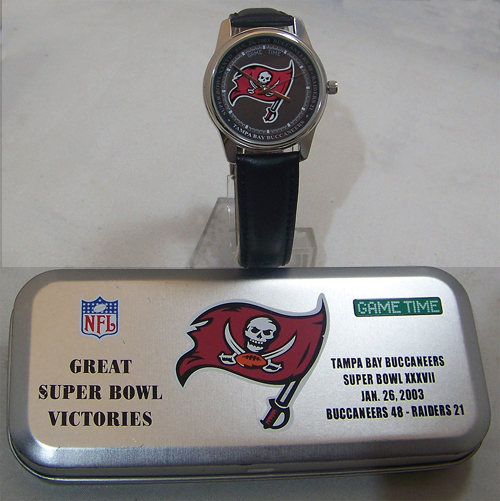 GAME TIME
TAMPA BAY BUCCANEERS
NFL
GAME TIME
GREAT
SUPER BOWL
VICTORIES
TAMPA BAY BUCCANEERS
SUPER BOWL XXXVII
JAN. 26, 2003
BUCCANEERS 48 - RAIDERS 21